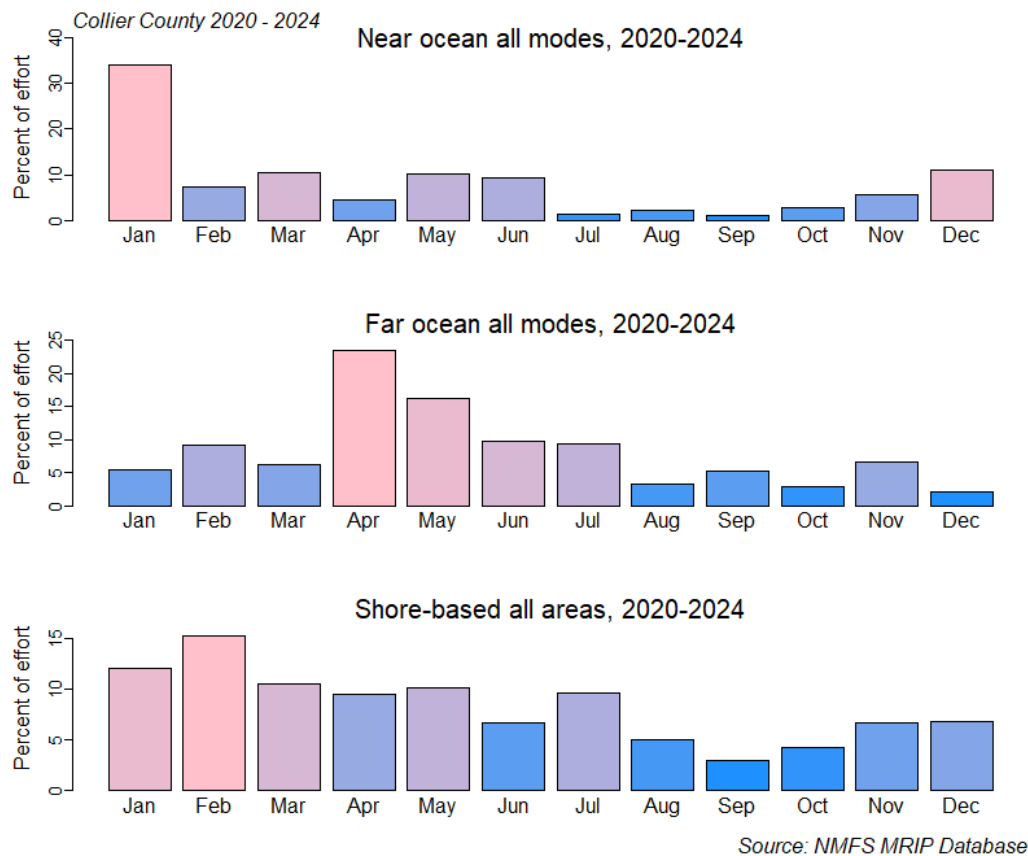 Collier County 2020 - 2024
Near ocean all modes, 2020-2024
Percent of effort
40
30
20
10
0
Jan Feb Mar Apr May Jun Jul Aug Sep Oct Nov Dec
Far ocean all modes, 2020-2024
Percent of effort
25
20
15
10
5
0
Jan Feb Mar Apr May Jun Jul Aug Sep Oct Nov Dec
Shore-based all areas, 2020-2024
Percent of effort
15
10
5
0
Jan Feb Mar Apr May Jun Jul Aug Sep Oct Nov Dec
Source: NMFS MRIP Database